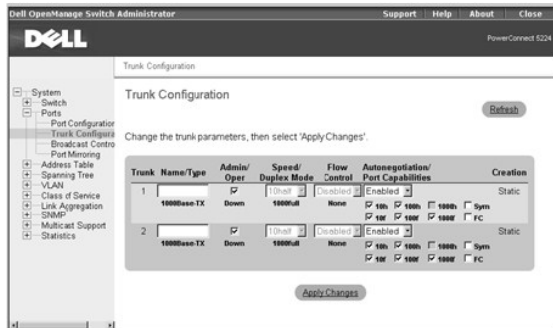 Dell OpenManage Switch Administrator Support Help About Close
DELL
PowerConnect 5224
Trunk Configuration
System
Switch
Ports
Port Configuration
Trunk Configura
Broadcast Contro
Port Mirroring
Address Table
Spanning Tree
VLAN
Class of Service
Link Aggregation
SNMP
Multicast Support
Statistics
Trunk Configuration
Refresh
Change the trunk parameters, then select 'Apply Changes'.
Trunk Name/Type Admin/ Oper Speed/ Duplex Mode Flow Control Autonegotiation/ Port Capabilities Creation
1 10half Disabled Enabled Static
1000Base-TX Down 1000full None 10h 100h 1000h Sym
10f 100f 1000f FC
2 10half Disabled Enabled Static
1000Base-TX Down 1000full None 10h 100h 1000h Sym
10f 100f 1000f FC
Apply Changes